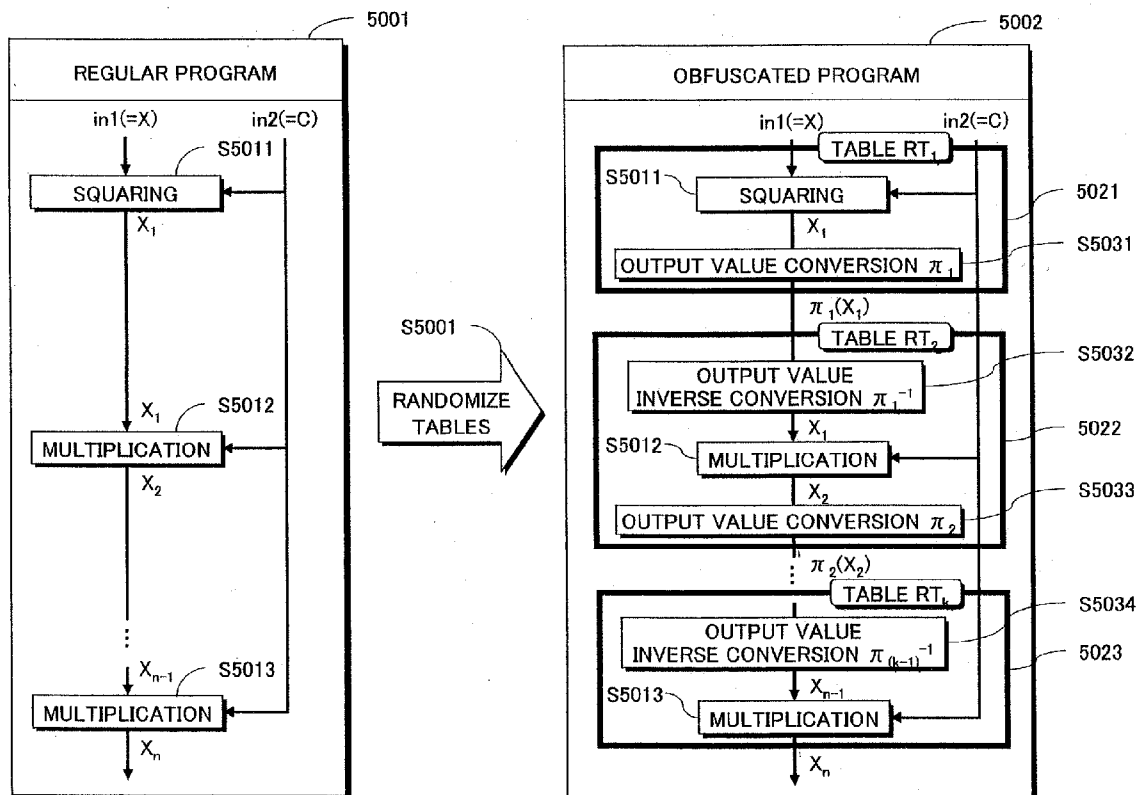 5001
REGULAR PROGRAM
in1(=X)
in2(=C)
S5011
SQUARING
X₁
X₁
S5012
MULTIPLICATION
X₂
⋮
Xₙ₋₁
S5013
MULTIPLICATION
Xₙ
S5001
RANDOMIZE
TABLES
5002
OBFUSCATED PROGRAM
in1(=X)
in2(=C)
TABLE RT₁
S5011
SQUARING
5021
X₁
S5031
OUTPUT VALUE CONVERSION π₁
π₁(X₁)
TABLE RT₂
S5032
OUTPUT VALUE
INVERSE CONVERSION π₁⁻¹
X₁
5022
S5012
MULTIPLICATION
X₂
S5033
OUTPUT VALUE CONVERSION π₂
⋮
π₂(X₂)
TABLE RTₖ
S5034
OUTPUT VALUE
INVERSE CONVERSION π₍ₖ₋₁₎⁻¹
5023
Xₙ₋₁
S5013
MULTIPLICATION
Xₙ